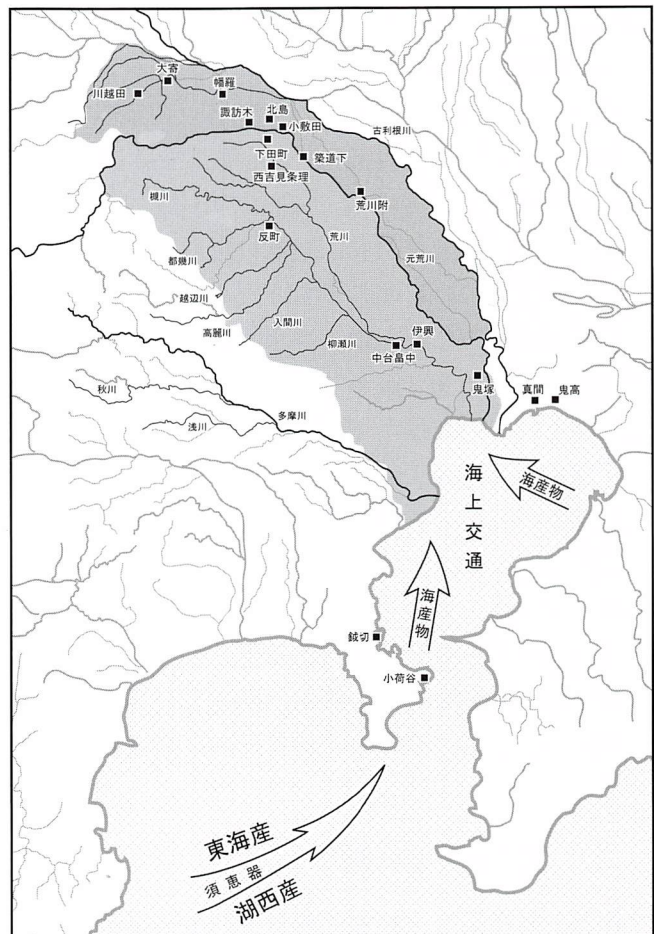 大寄
川越田
幡羅
諏訪木
北島
小敷田
古利根川
下田町
築道下
西吉見条理
槻川
荒川附
反町
荒川
都幾川
元荒川
越辺川
高麗川
入間川
伊興
柳瀬川
中台畠中
鬼塚
真間
鬼高
秋川
多摩川
浅川
海上交通
海産物
海産物
鉞切
小荷谷
東海産
須恵器
湖西産